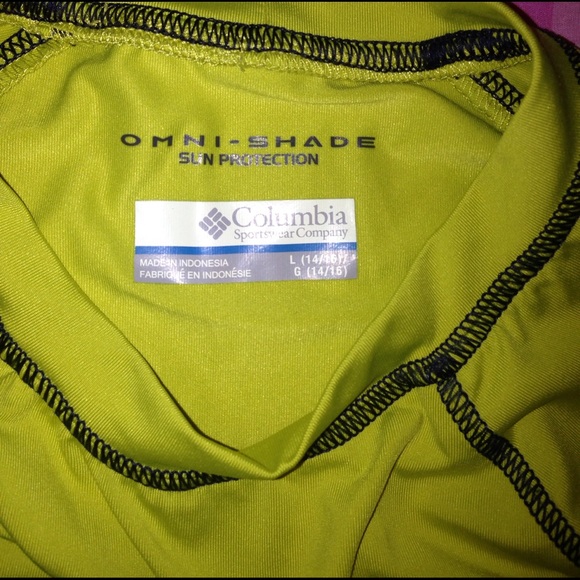 OMNI-SHADE
SUN PROTECTION
Columbia
Sportswear Company
MADE IN INDONESIA L (14/16)
FABRIQUÉ EN INDONÉSIE G (14/16)